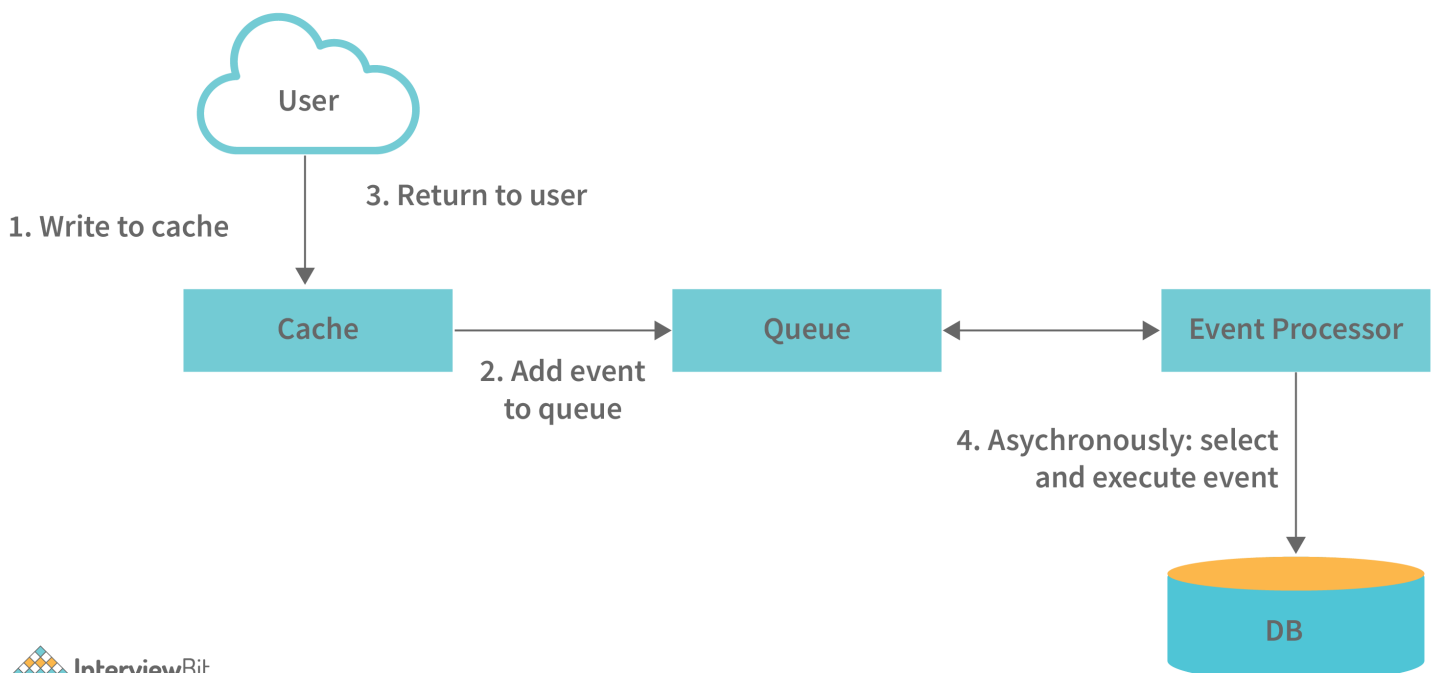 User
3. Return to user
1. Write to cache
Cache
Queue
Event Processor
2. Add event
to queue
4. Asychronously: select
and execute event
DB
InterviewBit